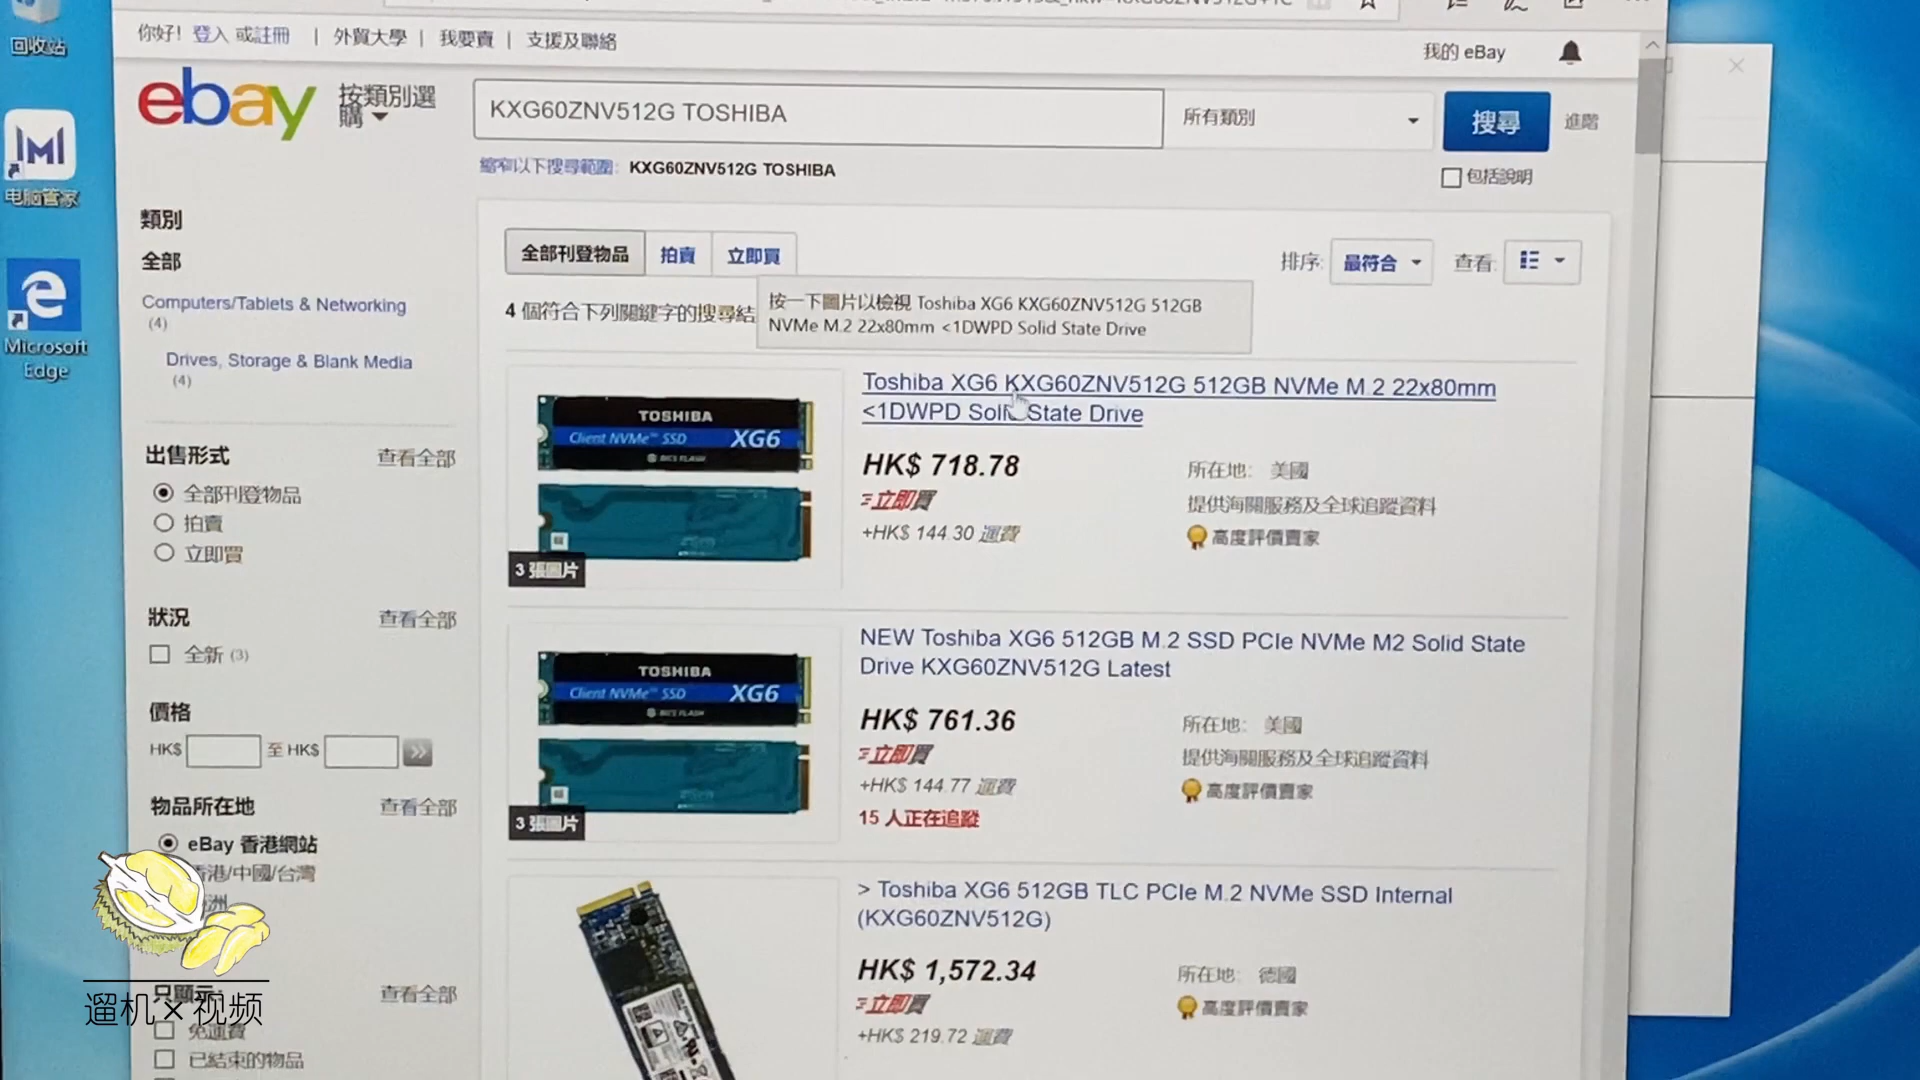 回收站
电脑管家
Microsoft
Edge
你好! 登入 或註冊 | 外貿大學 | 我要賣 | 支援及聯絡
我的 eBay
ebay
按類別選
購
KXG60ZNV512G TOSHIBA
所有類別
搜尋
進階
縮窄以下搜尋範圍: KXG60ZNV512G TOSHIBA
包括說明
類別
全部
Computers/Tablets & Networking
(4)
Drives, Storage & Blank Media
(4)
出售形式 查看全部
全部刊登物品
拍賣
立即買
狀況 查看全部
全新 (3)
價格
HK$ 至 HK$
物品所在地 查看全部
eBay 香港網站
香港/中國/台灣
洲
只顯示: 查看全部
免運費
已結束的物品
全部刊登物品 拍賣 立即買
排序: 最符合 查看:
4 個符合下列關鍵字的搜尋結
按一下圖片以檢視 Toshiba XG6 KXG60ZNV512G 512GB
NVMe M.2 22x80mm <1DWPD Solid State Drive
TOSHIBA
Client NVMe™ SSD XG6
BiCS FLASH
3 張圖片
Toshiba XG6 KXG60ZNV512G 512GB NVMe M.2 22x80mm
<1DWPD Solid State Drive
HK$ 718.78
立即買
+HK$ 144.30 運費
所在地: 美國
提供海關服務及全球追蹤資料
高度評價賣家
TOSHIBA
Client NVMe™ SSD XG6
BiCS FLASH
3 張圖片
NEW Toshiba XG6 512GB M.2 SSD PCIe NVMe M2 Solid State
Drive KXG60ZNV512G Latest
HK$ 761.36
立即買
+HK$ 144.77 運費
15 人正在追蹤
所在地: 美國
提供海關服務及全球追蹤資料
高度評價賣家
> Toshiba XG6 512GB TLC PCIe M.2 NVMe SSD Internal
(KXG60ZNV512G)
HK$ 1,572.34
立即買
+HK$ 219.72 運費
所在地: 德國
高度評價賣家
遛机×视频